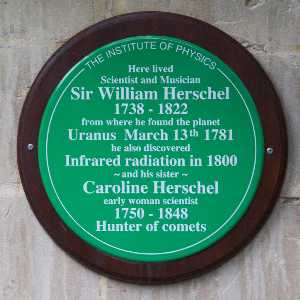 THE INSTITUTE OF PHYSICS
Here lived
Scientist and Musician
Sir William Herschel
1738 - 1822
from where he found the planet
Uranus March 13th 1781
he also discovered
Infrared radiation in 1800
~ and his sister ~
Caroline Herschel
early woman scientist
1750 - 1848
Hunter of comets